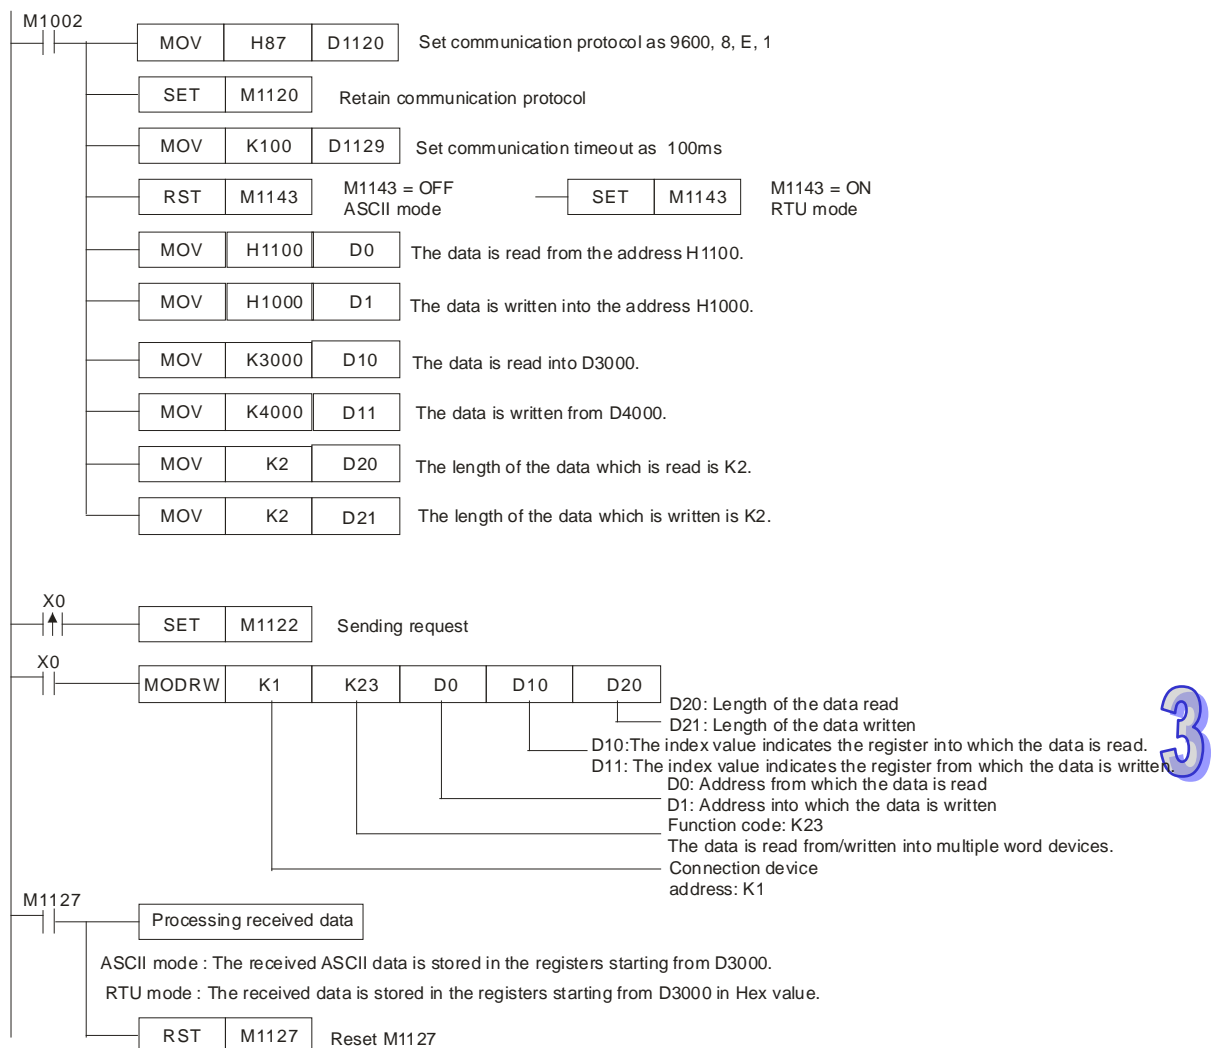 M1002
MOV H87 D1120 Set communication protocol as 9600, 8, E, 1
SET M1120 Retain communication protocol
MOV K100 D1129 Set communication timeout as 100ms
RST M1143 M1143 = OFF
ASCII mode
SET M1143 M1143 = ON
RTU mode
MOV H1100 D0 The data is read from the address H1100.
MOV H1000 D1 The data is written into the address H1000.
MOV K3000 D10 The data is read into D3000.
MOV K4000 D11 The data is written from D4000.
MOV K2 D20 The length of the data which is read is K2.
MOV K2 D21 The length of the data which is written is K2.
X0
SET M1122 Sending request
X0
MODRW K1 K23 D0 D10 D20
D20: Length of the data read
D21: Length of the data written
D10:The index value indicates the register into which the data is read.
D11: The index value indicates the register from which the data is written.
D0: Address from which the data is read
D1: Address into which the data is written
Function code: K23
The data is read from/written into multiple word devices.
Connection device
address: K1
3
M1127
Processing received data
ASCII mode : The received ASCII data is stored in the registers starting from D3000.
RTU mode : The received data is stored in the registers starting from D3000 in Hex value.
RST M1127 Reset M1127